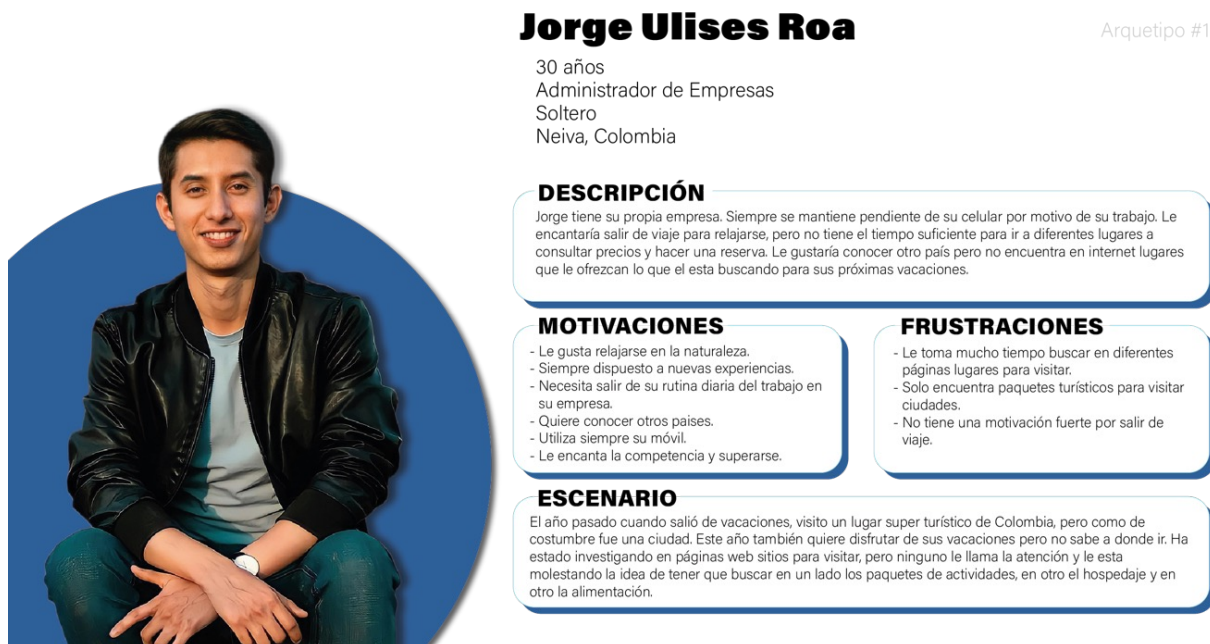 Jorge Ulises Roa
Arquetipo #1
30 años
Administrador de Empresas
Soltero
Neiva, Colombia
DESCRIPCIÓN
Jorge tiene su propia empresa. Siempre se mantiene pendiente de su celular por motivo de su trabajo. Le
encantaría salir de viaje para relajarse, pero no tiene el tiempo suficiente para ir a diferentes lugares a
consultar precios y hacer una reserva. Le gustaría conocer otro país pero no encuentra en internet lugares
que le ofrezcan lo que el esta buscando para sus próximas vacaciones.
MOTIVACIONES
- Le gusta relajarse en la naturaleza.
- Siempre dispuesto a nuevas experiencias.
- Necesita salir de su rutina diaria del trabajo en
su empresa.
- Quiere conocer otros paises.
- Utiliza siempre su móvil.
- Le encanta la competencia y superarse.
FRUSTRACIONES
- Le toma mucho tiempo buscar en diferentes
páginas lugares para visitar.
- Solo encuentra paquetes turísticos para visitar
ciudades.
- No tiene una motivación fuerte por salir de
viaje.
ESCENARIO
El año pasado cuando salió de vacaciones, visito un lugar super turístico de Colombia, pero como de
costumbre fue una ciudad. Este año también quiere disfrutar de sus vacaciones pero no sabe a donde ir. Ha
estado investigando en páginas web sitios para visitar, pero ninguno le llama la atención y le esta
molestando la idea de tener que buscar en un lado los paquetes de actividades, en otro el hospedaje y en
otro la alimentación.